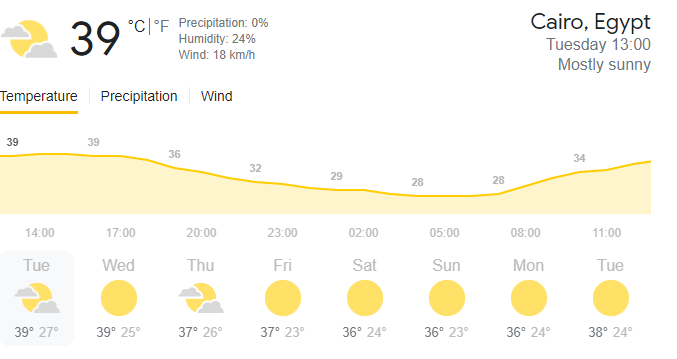 39 °C | °F
Precipitation: 0%
Humidity: 24%
Wind: 18 km/h
Cairo, Egypt
Tuesday 13:00
Mostly sunny
Temperature | Precipitation | Wind
39 39 36 32 29 28 28 34
14:00 17:00 20:00 23:00 02:00 05:00 08:00 11:00
Tue Wed Thu Fri Sat Sun Mon Tue
39° 27° 39° 25° 37° 26° 37° 23° 36° 24° 36° 23° 36° 24° 38° 24°